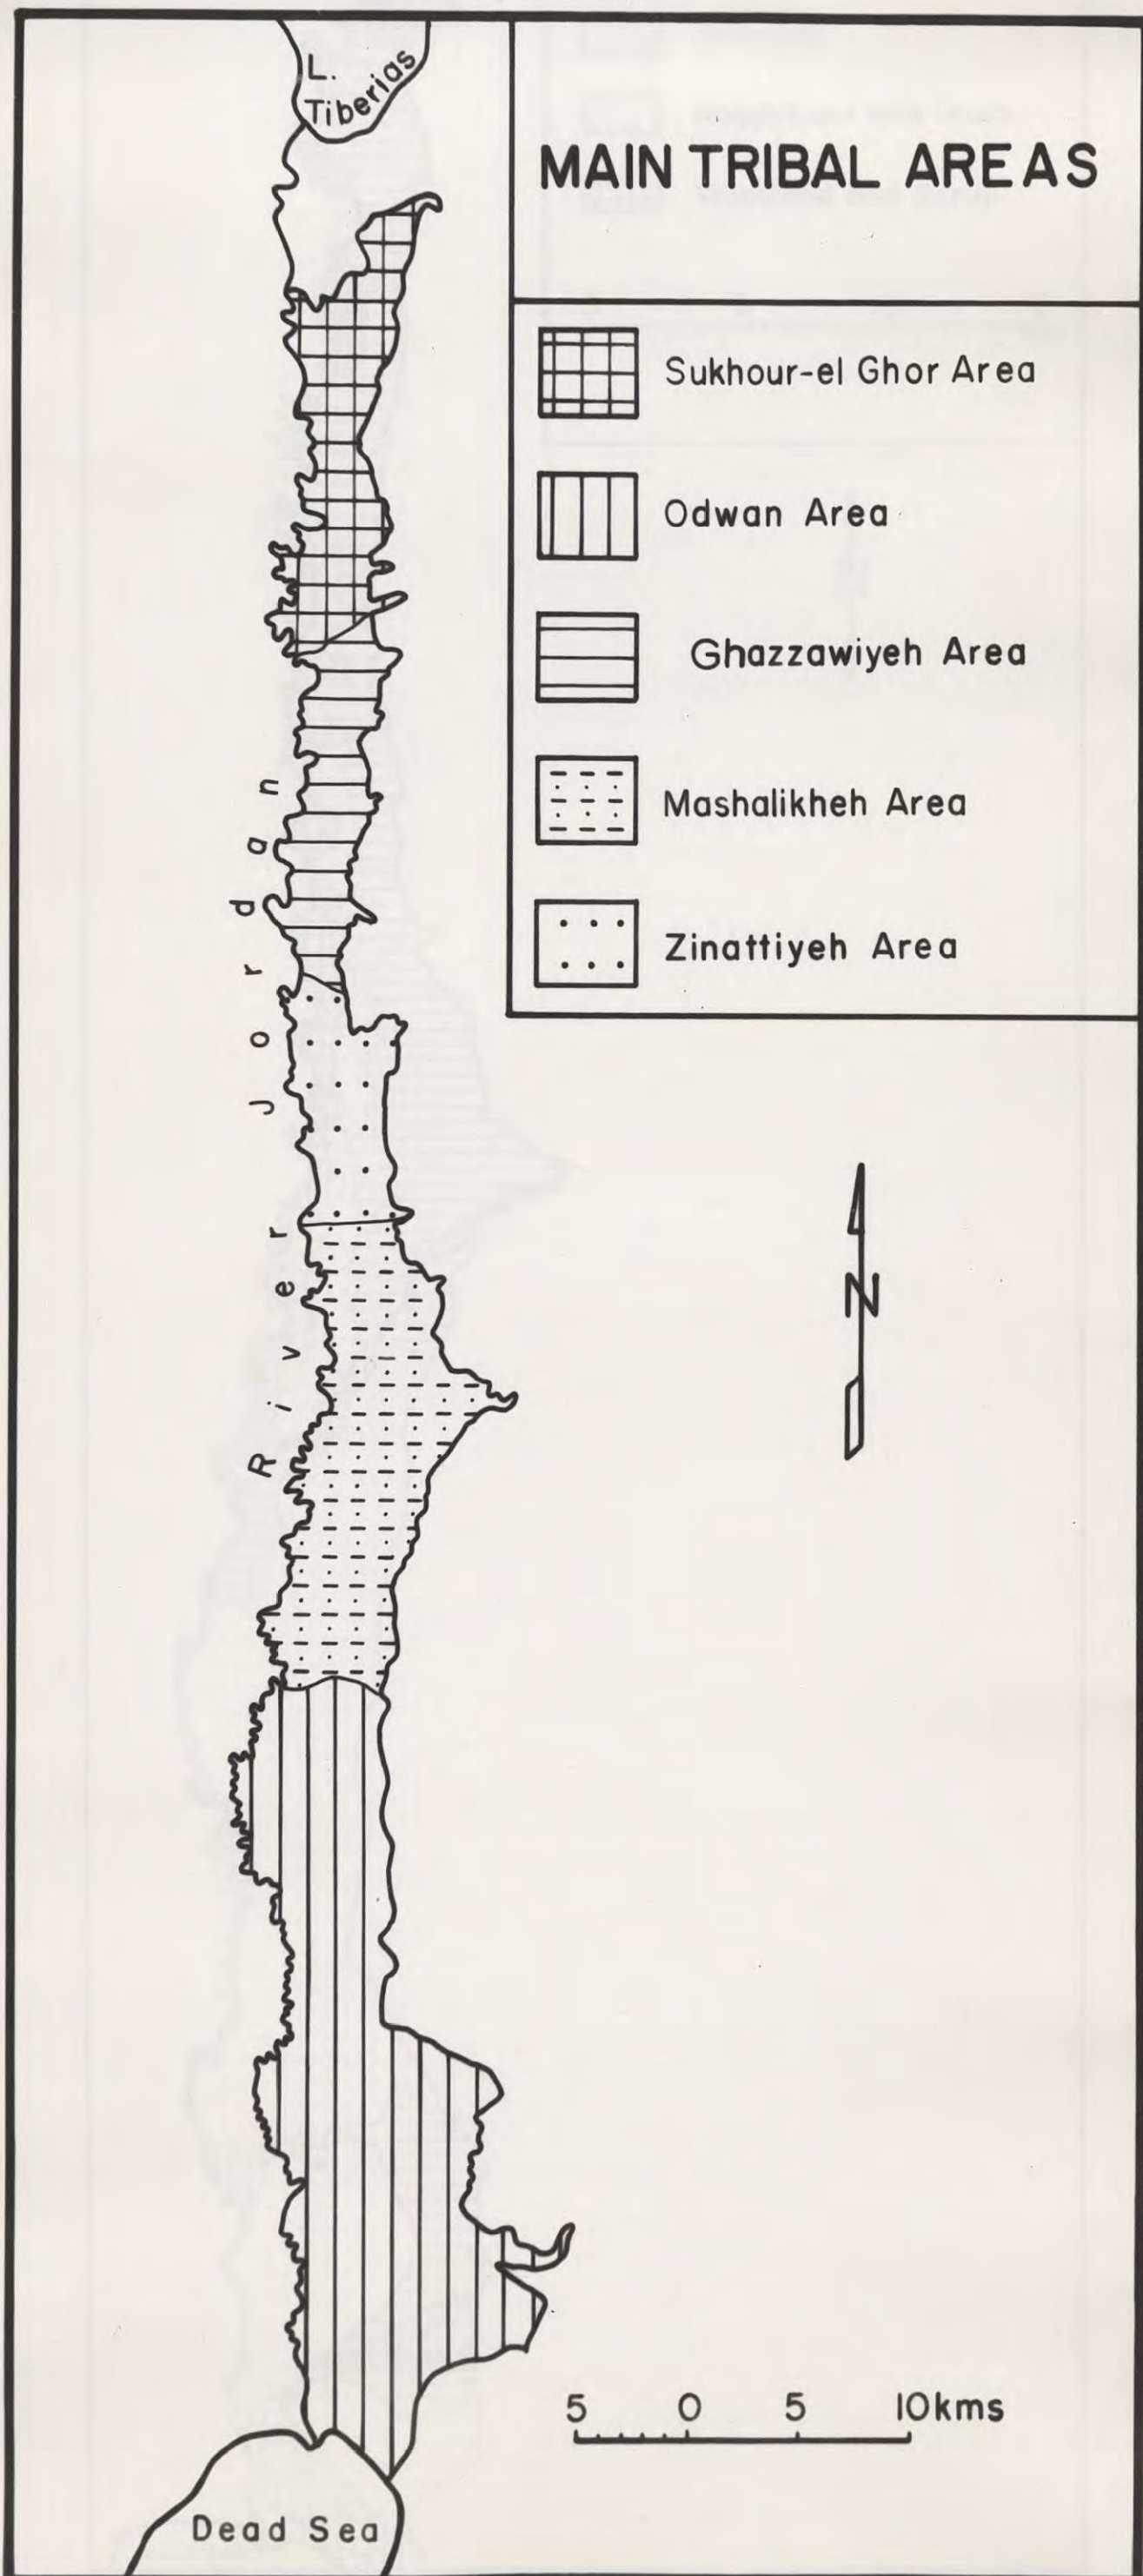 L.
Tiberias
MAIN TRIBAL AREAS
Sukhour-el Ghor Area
Odwan Area
Ghazzawiyeh Area
Mashalikheh Area
Zinattiyeh Area
River Jordan
N
5 0 5 10kms
Dead Sea